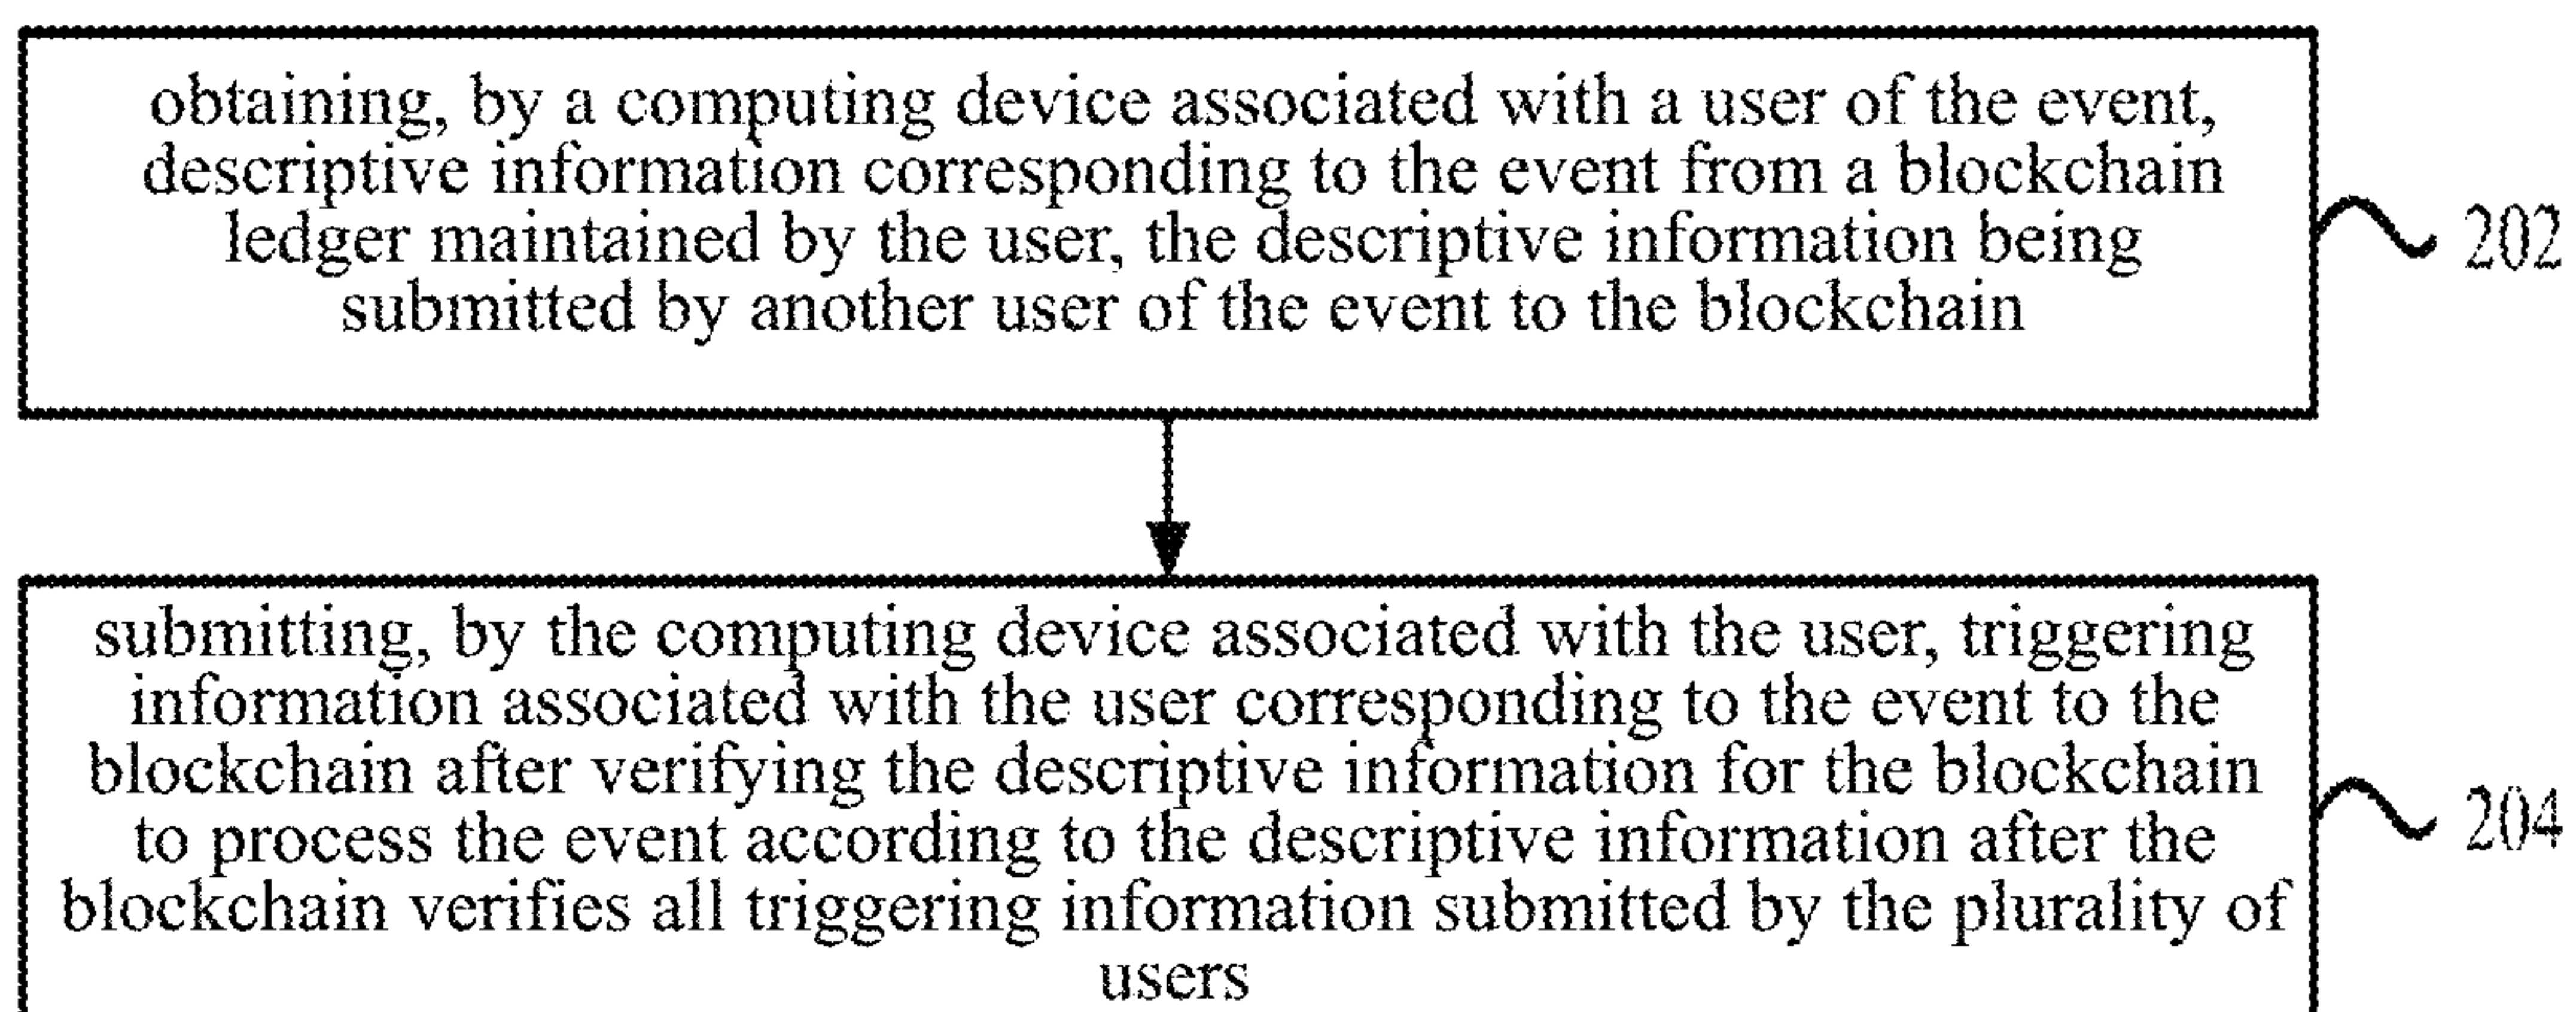 obtaining, by a computing device associated with a user of the event,
descriptive information corresponding to the event from a blockchain
ledger maintained by the user, the descriptive information being
submitted by another user of the event to the blockchain
202
submitting, by the computing device associated with the user, triggering
information associated with the user corresponding to the event to the
blockchain after verifying the descriptive information for the blockchain
to process the event according to the descriptive information after the
blockchain verifies all triggering information submitted by the plurality of
users
204